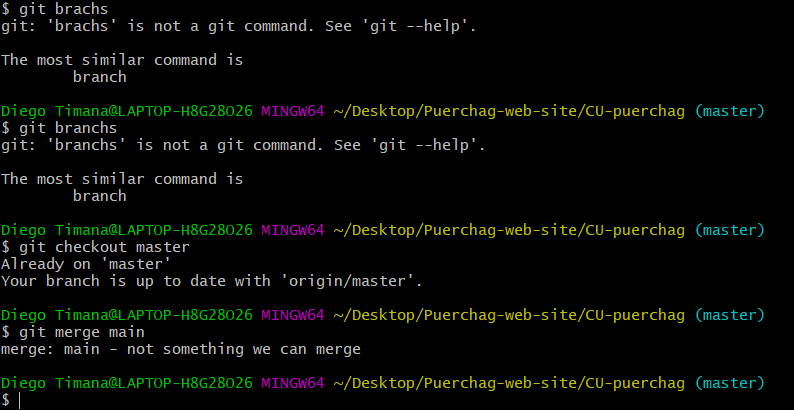 $ git brachs
git: 'brachs' is not a git command. See 'git --help'.
The most similar command is
branch
Diego Timana@LAPTOP-H8G28O26 MINGW64 ~/Desktop/Puerchag-web-site/CU-puerchag (master)
$ git branchs
git: 'branchs' is not a git command. See 'git --help'.
The most similar command is
branch
Diego Timana@LAPTOP-H8G28O26 MINGW64 ~/Desktop/Puerchag-web-site/CU-puerchag (master)
$ git checkout master
Already on 'master'
Your branch is up to date with 'origin/master'.
Diego Timana@LAPTOP-H8G28O26 MINGW64 ~/Desktop/Puerchag-web-site/CU-puerchag (master)
$ git merge main
merge: main - not something we can merge
Diego Timana@LAPTOP-H8G28O26 MINGW64 ~/Desktop/Puerchag-web-site/CU-puerchag (master)
$